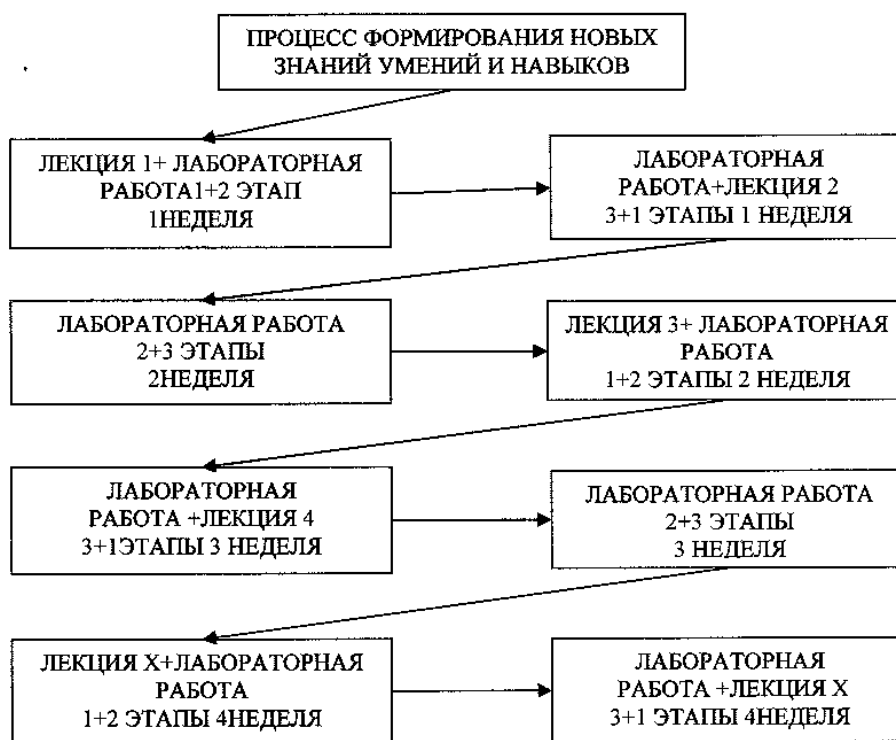 ПРОЦЕСС ФОРМИРОВАНИЯ НОВЫХ
ЗНАНИЙ УМЕНИЙ И НАВЫКОВ
ЛЕКЦИЯ 1+ ЛАБОРАТОРНАЯ
РАБОТА1+2 ЭТАП
1НЕДЕЛЯ
ЛАБОРАТОРНАЯ
РАБОТА+ЛЕКЦИЯ 2
3+1 ЭТАПЫ 1 НЕДЕЛЯ
ЛАБОРАТОРНАЯ РАБОТА
2+3 ЭТАПЫ
2НЕДЕЛЯ
ЛЕКЦИЯ 3+ ЛАБОРАТОРНАЯ
РАБОТА
1+2 ЭТАПЫ 2 НЕДЕЛЯ
ЛАБОРАТОРНАЯ
РАБОТА +ЛЕКЦИЯ 4
3+1ЭТАПЫ 3 НЕДЕЛЯ
ЛАБОРАТОРНАЯ РАБОТА
2+3 ЭТАПЫ
3 НЕДЕЛЯ
ЛЕКЦИЯ X+ЛАБОРАТОРНАЯ
РАБОТА
1+2 ЭТАПЫ 4НЕДЕЛЯ
ЛАБОРАТОРНАЯ
РАБОТА +ЛЕКЦИЯ X
3+1 ЭТАПЫ 4НЕДЕЛЯ